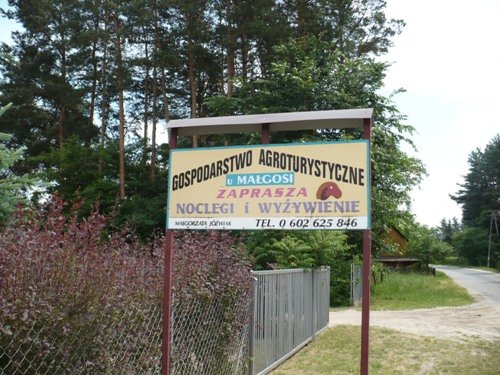 GOSPODARSTWO AGROTURYSTYCZNE
U MAŁGOSI
ZAPRASZA
NOCLEGI i WYŻYWIENIE
MAŁGORZATA JÓŹWIAK TEL. 0 602 625 846